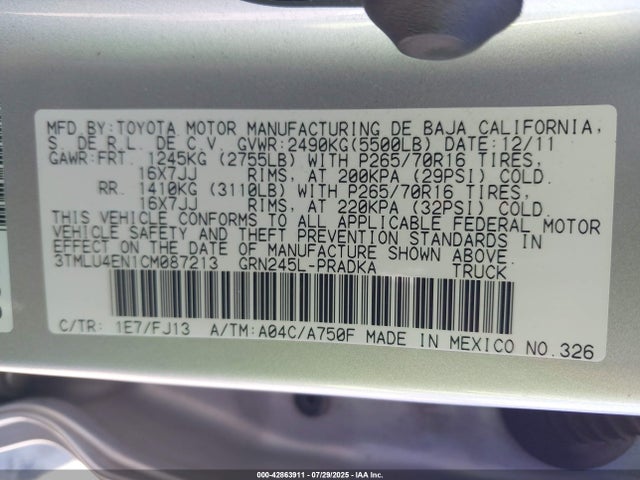 MFD.BY:TOYOTA MOTOR MANUFACTURING DE BAJA CALIFORNIA,
S. DE R.L. DE C.V. GVWR:2490KG(5500LB) DATE:12/11
GAWR:FRT. 1245KG (2755LB) WITH P265/70R16 TIRES,
16X7JJ RIMS, AT 200KPA (29PSI) COLD.
RR. 1410KG (3110LB) WITH P265/70R16 TIRES,
16X7JJ RIMS, AT 220KPA (32PSI) COLD.
THIS VEHICLE CONFORMS TO ALL APPLICABLE FEDERAL MOTOR
VEHICLE SAFETY AND THEFT PREVENTION STANDARDS IN
EFFECT ON THE DATE OF MANUFACTURE SHOWN ABOVE.
3TMLU4EN1CM087213 GRN245L-PRADKA TRUCK
C/TR: 1E7/FJ13 A/TM:A04C/A750F MADE IN MEXICO NO.326
000-42863911 | 07/29/2025 | Copyright © 2025 IAA, Inc.